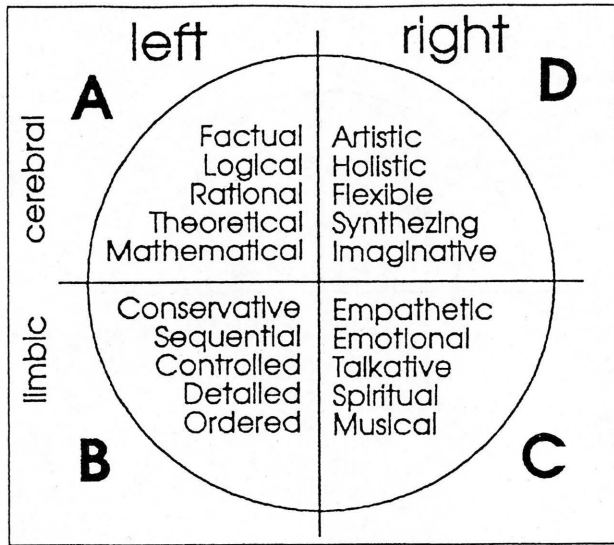 left
right
A
D
cerebral
Factual
Logical
Rational
Theoretical
Mathematical
Artistic
Holistic
Flexible
Synthezing
Imaginative
limbic
Conservative
Sequential
Controlled
Detailed
Ordered
Empathetic
Emotional
Talkative
Spiritual
Musical
B
C